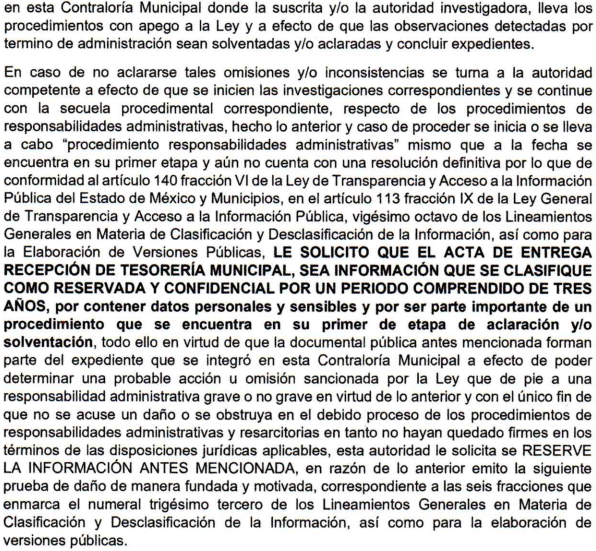 en esta Contraloría Municipal donde la suscrita y/o la autoridad investigadora, lleva los
procedimientos con apego a la Ley y a efecto de que las observaciones detectadas por
termino de administración sean solventadas y/o aclaradas y concluir expedientes.
En caso de no aclararse tales omisiones y/o inconsistencias se turna a la autoridad
competente a efecto de que se inicien las investigaciones correspondientes y se continue
con la secuela procedimental correspondiente, respecto de los procedimientos de
responsabilidades administrativas, hecho lo anterior y caso de proceder se inicia o se lleva
a cabo “procedimiento responsabilidades administrativas” mismo que a la fecha se
encuentra en su primer etapa y aún no cuenta con una resolución definitiva por lo que de
conformidad al artículo 140 fracción VI de la Ley de Transparencia y Acceso a la Información
Pública del Estado de México y Municipios, en el artículo 113 fracción IX de la Ley General
de Transparencia y Acceso a la Información Pública, vigésimo octavo de los Lineamientos
Generales en Materia de Clasificación y Desclasificación de la Información, así como para
la Elaboración de Versiones Públicas, LE SOLICITO QUE EL ACTA DE ENTREGA
RECEPCIÓN DE TESORERÍA MUNICIPAL, SEA INFORMACIÓN QUE SE CLASIFIQUE
COMO RESERVADA Y CONFIDENCIAL POR UN PERIODO COMPRENDIDO DE TRES
AÑOS, por contener datos personales y sensibles y por ser parte importante de un
procedimiento que se encuentra en su primer de etapa de aclaración y/o
solventación, todo ello en virtud de que la documental pública antes mencionada forman
parte del expediente que se integró en esta Contraloría Municipal a efecto de poder
determinar una probable acción u omisión sancionada por la Ley que de pie a una
responsabilidad administrativa grave o no grave en virtud de lo anterior y con el único fin de
que no se acuse un daño o se obstruya en el debido proceso de los procedimientos de
responsabilidades administrativas y resarcitorias en tanto no hayan quedado firmes en los
términos de las disposiciones jurídicas aplicables, esta autoridad le solicita se RESERVE
LA INFORMACIÓN ANTES MENCIONADA, en razón de lo anterior emito la siguiente
prueba de daño de manera fundada y motivada, correspondiente a las seis fracciones que
enmarca el numeral trigésimo tercero de los Lineamientos Generales en Materia de
Clasificación y Desclasificación de la Información, así como para la elaboración de
versiones públicas.